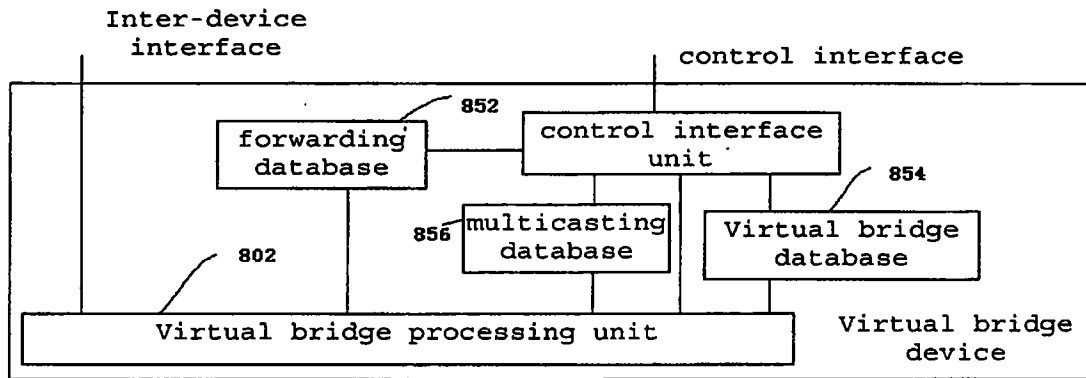 Inter-device
interface
control interface
852
forwarding
database
control interface
unit
854
856
multicasting
database
Virtual bridge
database
802
Virtual bridge processing unit
Virtual bridge
device